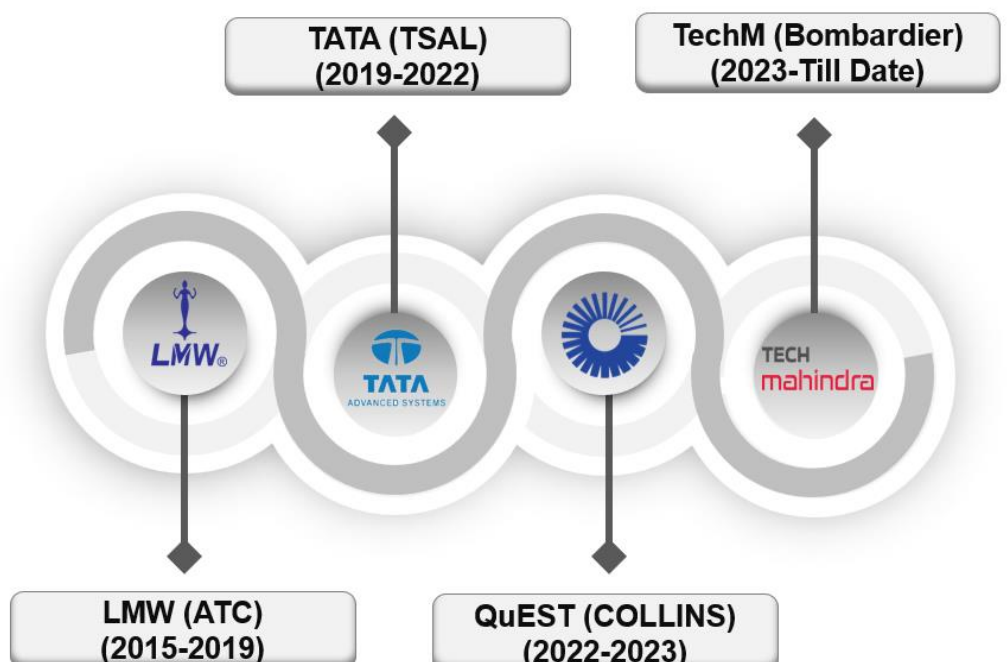 TATA (TSAL)
(2019-2022)
TechM (Bombardier)
(2023-Till Date)
LMW®
TATA
ADVANCED SYSTEMS
TECH
mahindra
LMW (ATC)
(2015-2019)
QuEST (COLLINS)
(2022-2023)